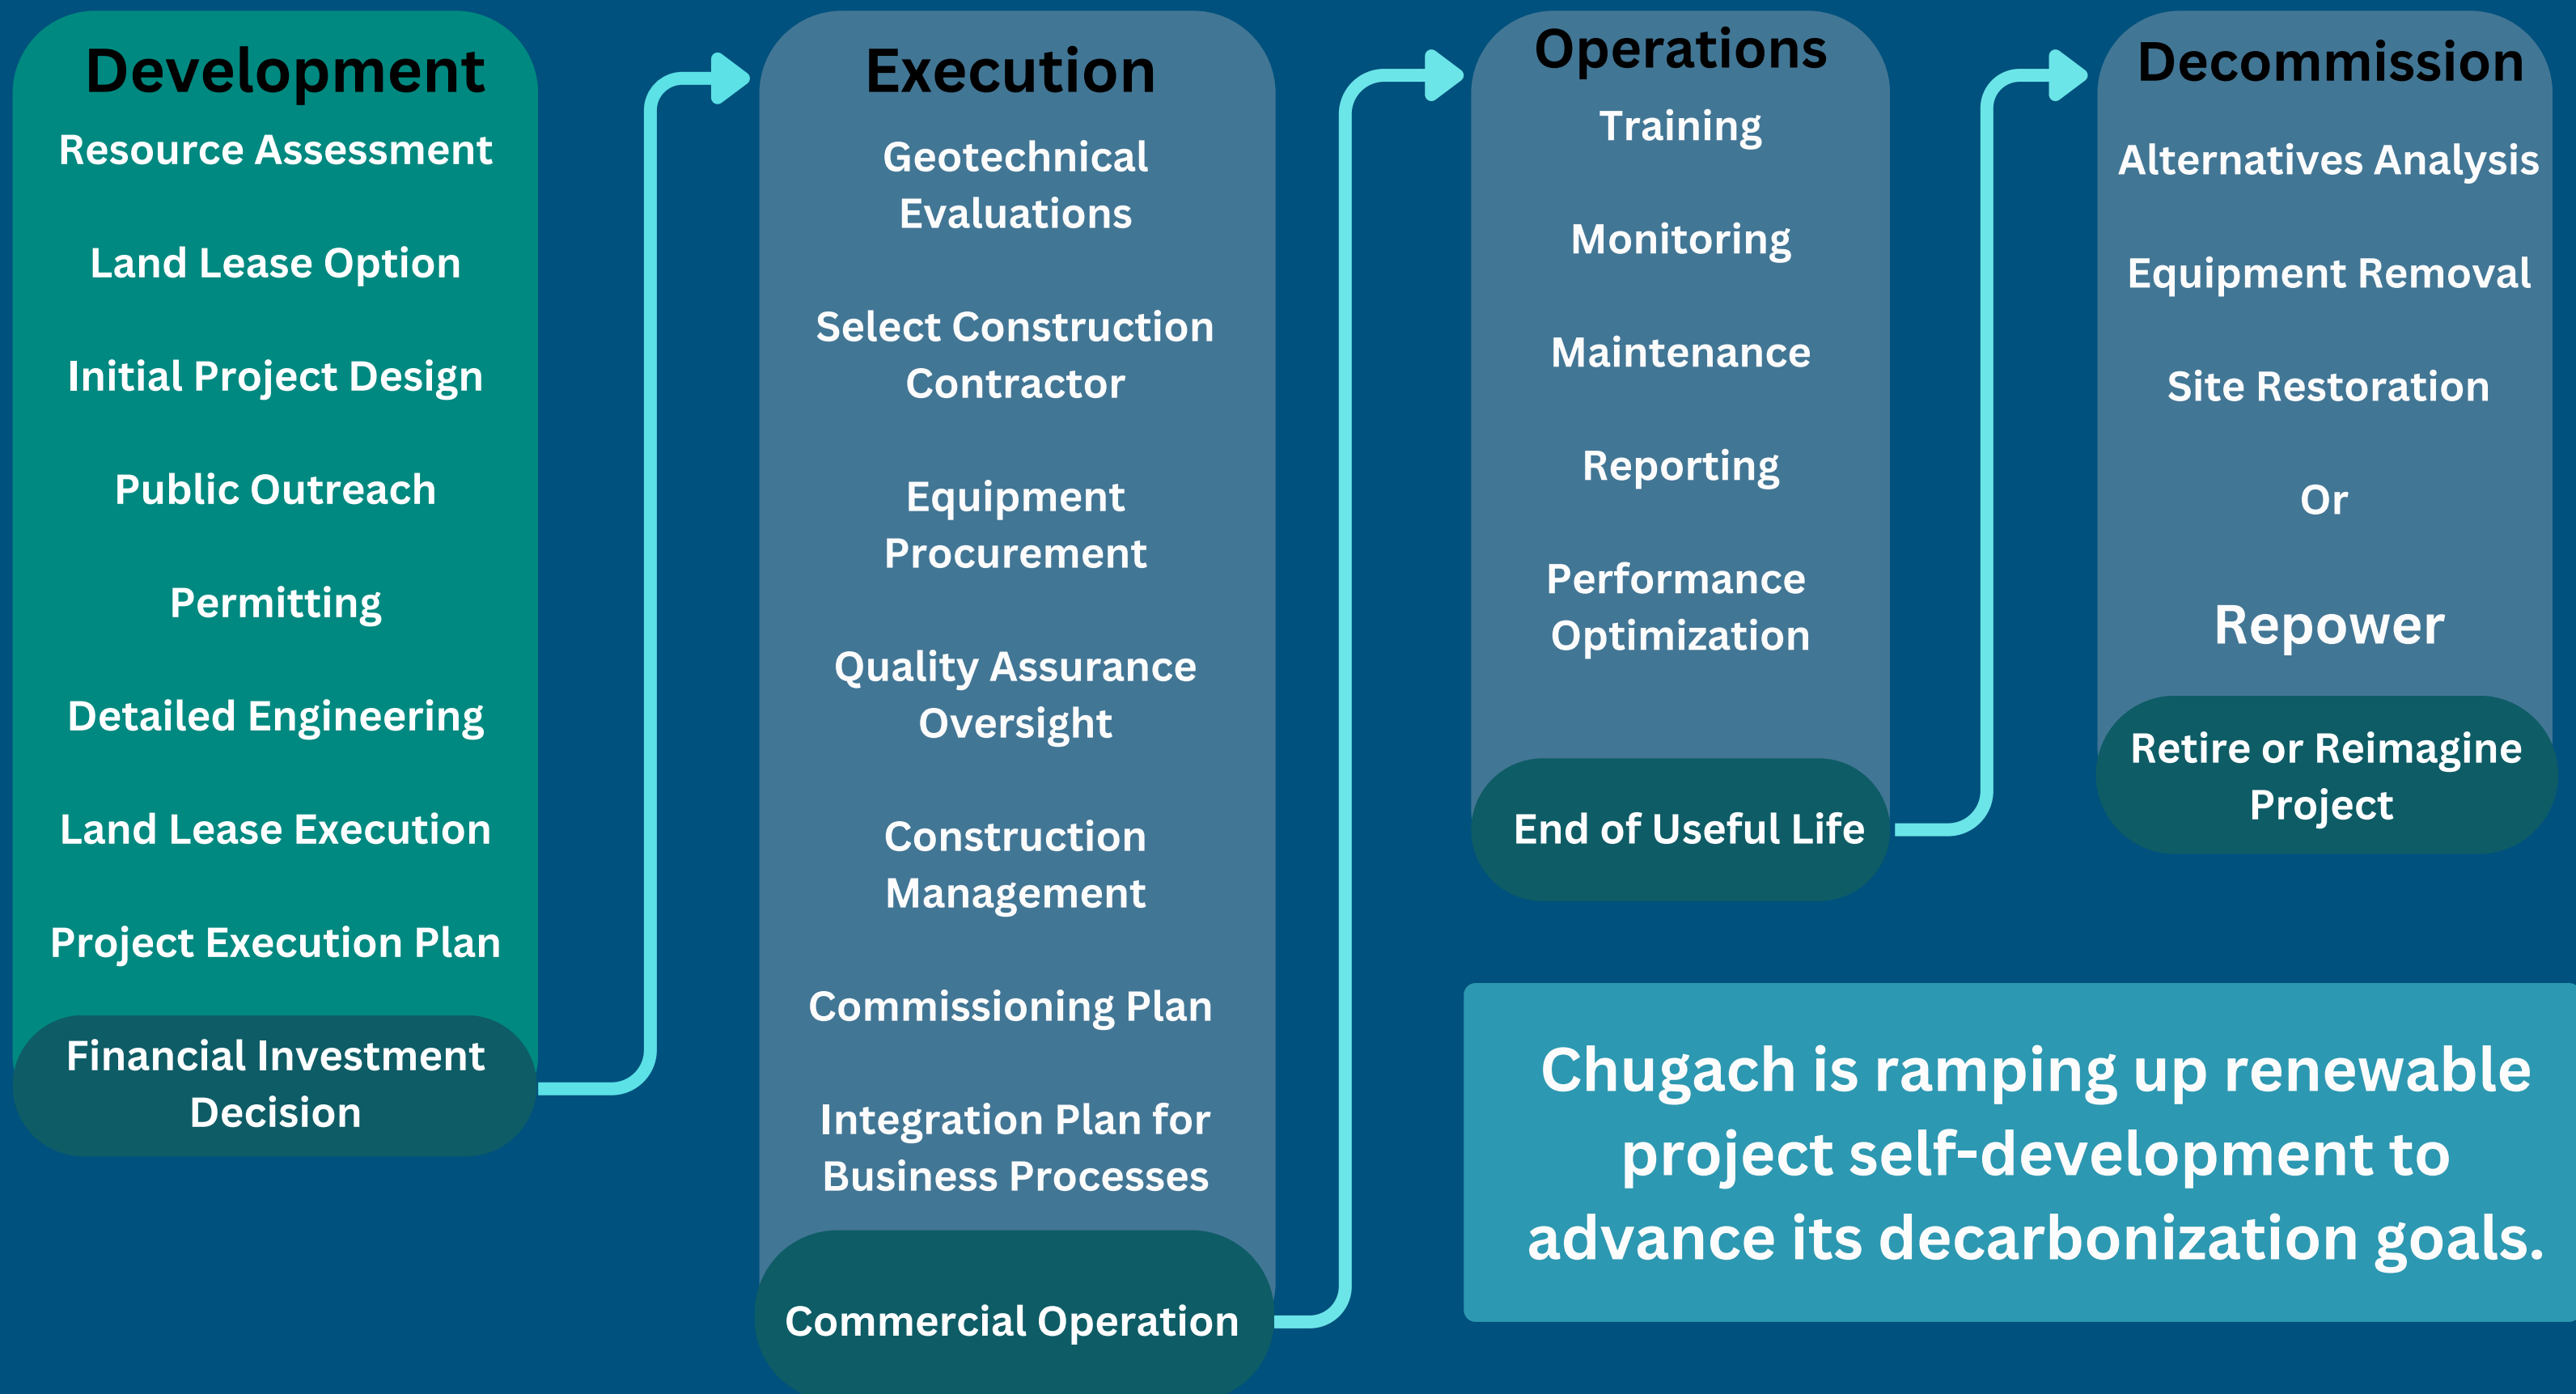 Development
Resource Assessment
Land Lease Option
Initial Project Design
Public Outreach
Permitting
Detailed Engineering
Land Lease Execution
Project Execution Plan
Financial Investment
Decision
Execution
Geotechnical
Evaluations
Select Construction
Contractor
Equipment
Procurement
Quality Assurance
Oversight
Construction
Management
Commissioning Plan
Integration Plan for
Business Processes
Commercial Operation
Operations
Training
Monitoring
Maintenance
Reporting
Performance
Optimization
End of Useful Life
Decommission
Alternatives Analysis
Equipment Removal
Site Restoration
Or
Repower
Retire or Reimagine
Project
Chugach is ramping up renewable
project self-development to
advance its decarbonization goals.